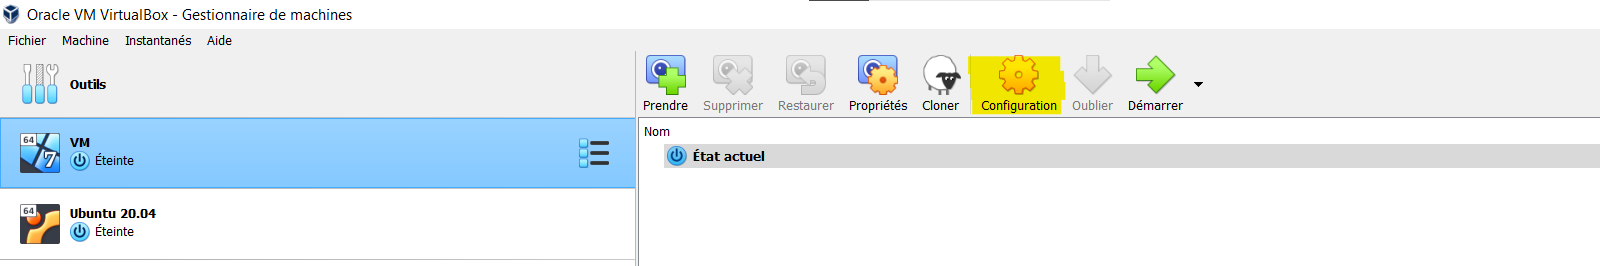 Oracle VM VirtualBox - Gestionnaire de machines
Fichier Machine Instantanés Aide
Outils
Prendre Supprimer Restaurer Propriétés Cloner Configuration Oublier Démarrer
Nom
64
7
VM
Éteinte
État actuel
64
Ubuntu 20.04
Éteinte